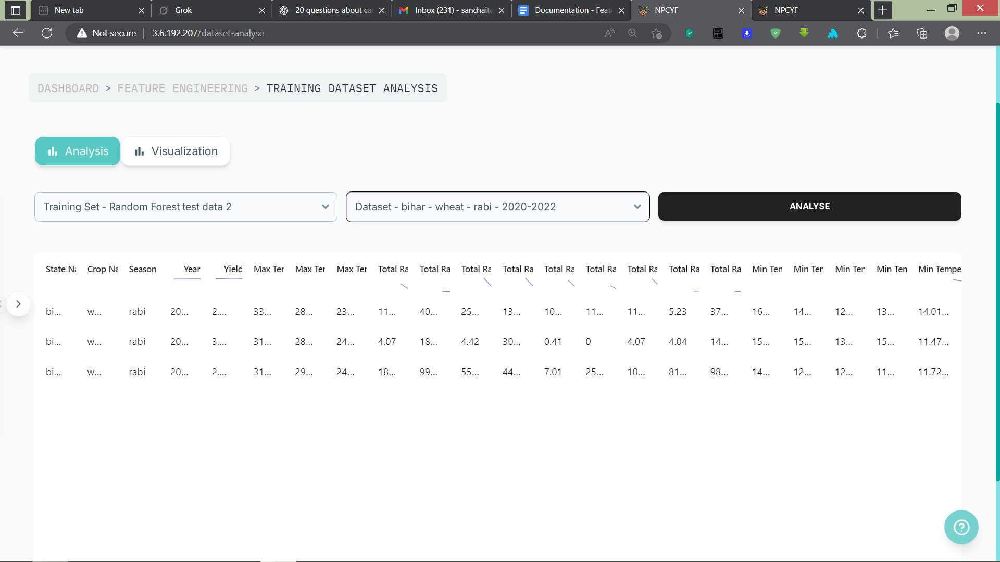 New tab Grok 20 questions about ca Inbox (231) - sanchaita Documentation - Feat NPCYF NPCYF
Not secure 3.6.192.207/dataset-analyse
DASHBOARD > FEATURE ENGINEERING > TRAINING DATASET ANALYSIS
Analysis Visualization
Training Set - Random Forest test data 2 Dataset - bihar - wheat - rabi - 2020-2022 ANALYSE
State Na Crop Na Season Year Yield Max Ter Max Ter Max Ter Total Ra Total Ra Total Ra Total Ra Total Ra Total Ra Total Ra Total Ra Total Ra Min Ten Min Ten Min Ten Min Ten Min Tempe
bi... w... rabi 20... 2.... 33... 28... 23... 11... 40... 25... 13... 10... 11... 11... 5.23 37... 16... 14... 12... 13... 14.01...
bi... w... rabi 20... 3.... 31... 28... 24... 4.07 18... 4.42 30... 0.41 0 4.07 4.04 14... 15... 15... 13... 15... 11.47...
bi... w... rabi 20... 2.... 31... 29... 24... 18... 99... 55... 44... 7.01 25... 10... 81... 98... 14... 12... 12... 11... 11.72...